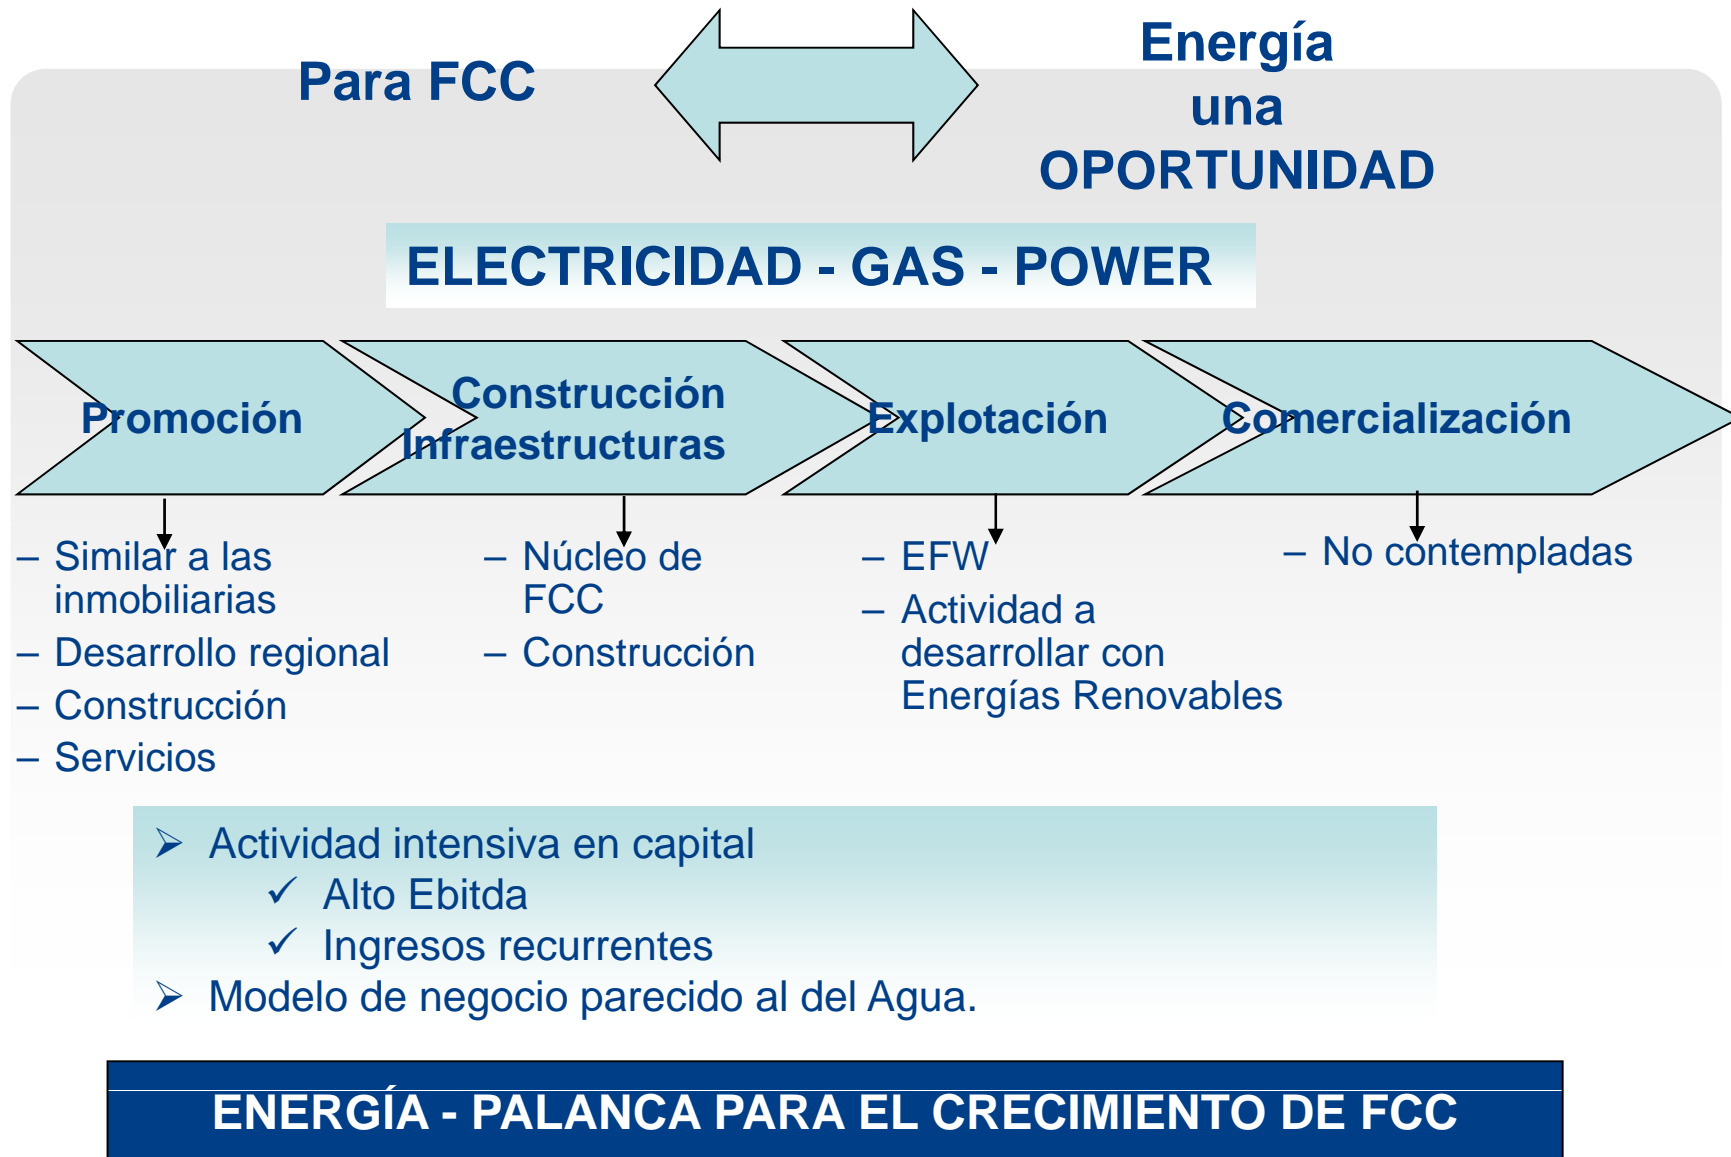 Para FCC
Energía
una
OPORTUNIDAD
ELECTRICIDAD - GAS - POWER
Promoción
Construcción
Infraestructuras
Explotación
Comercialización
– Similar a las
inmobiliarias
– Desarrollo regional
– Construcción
– Servicios
– Núcleo de
FCC
– Construcción
– EFW
– Actividad a
desarrollar con
Energías Renovables
– No contempladas
➢ Actividad intensiva en capital
✓ Alto Ebitda
✓ Ingresos recurrentes
➢ Modelo de negocio parecido al del Agua.
ENERGÍA - PALANCA PARA EL CRECIMIENTO DE FCC